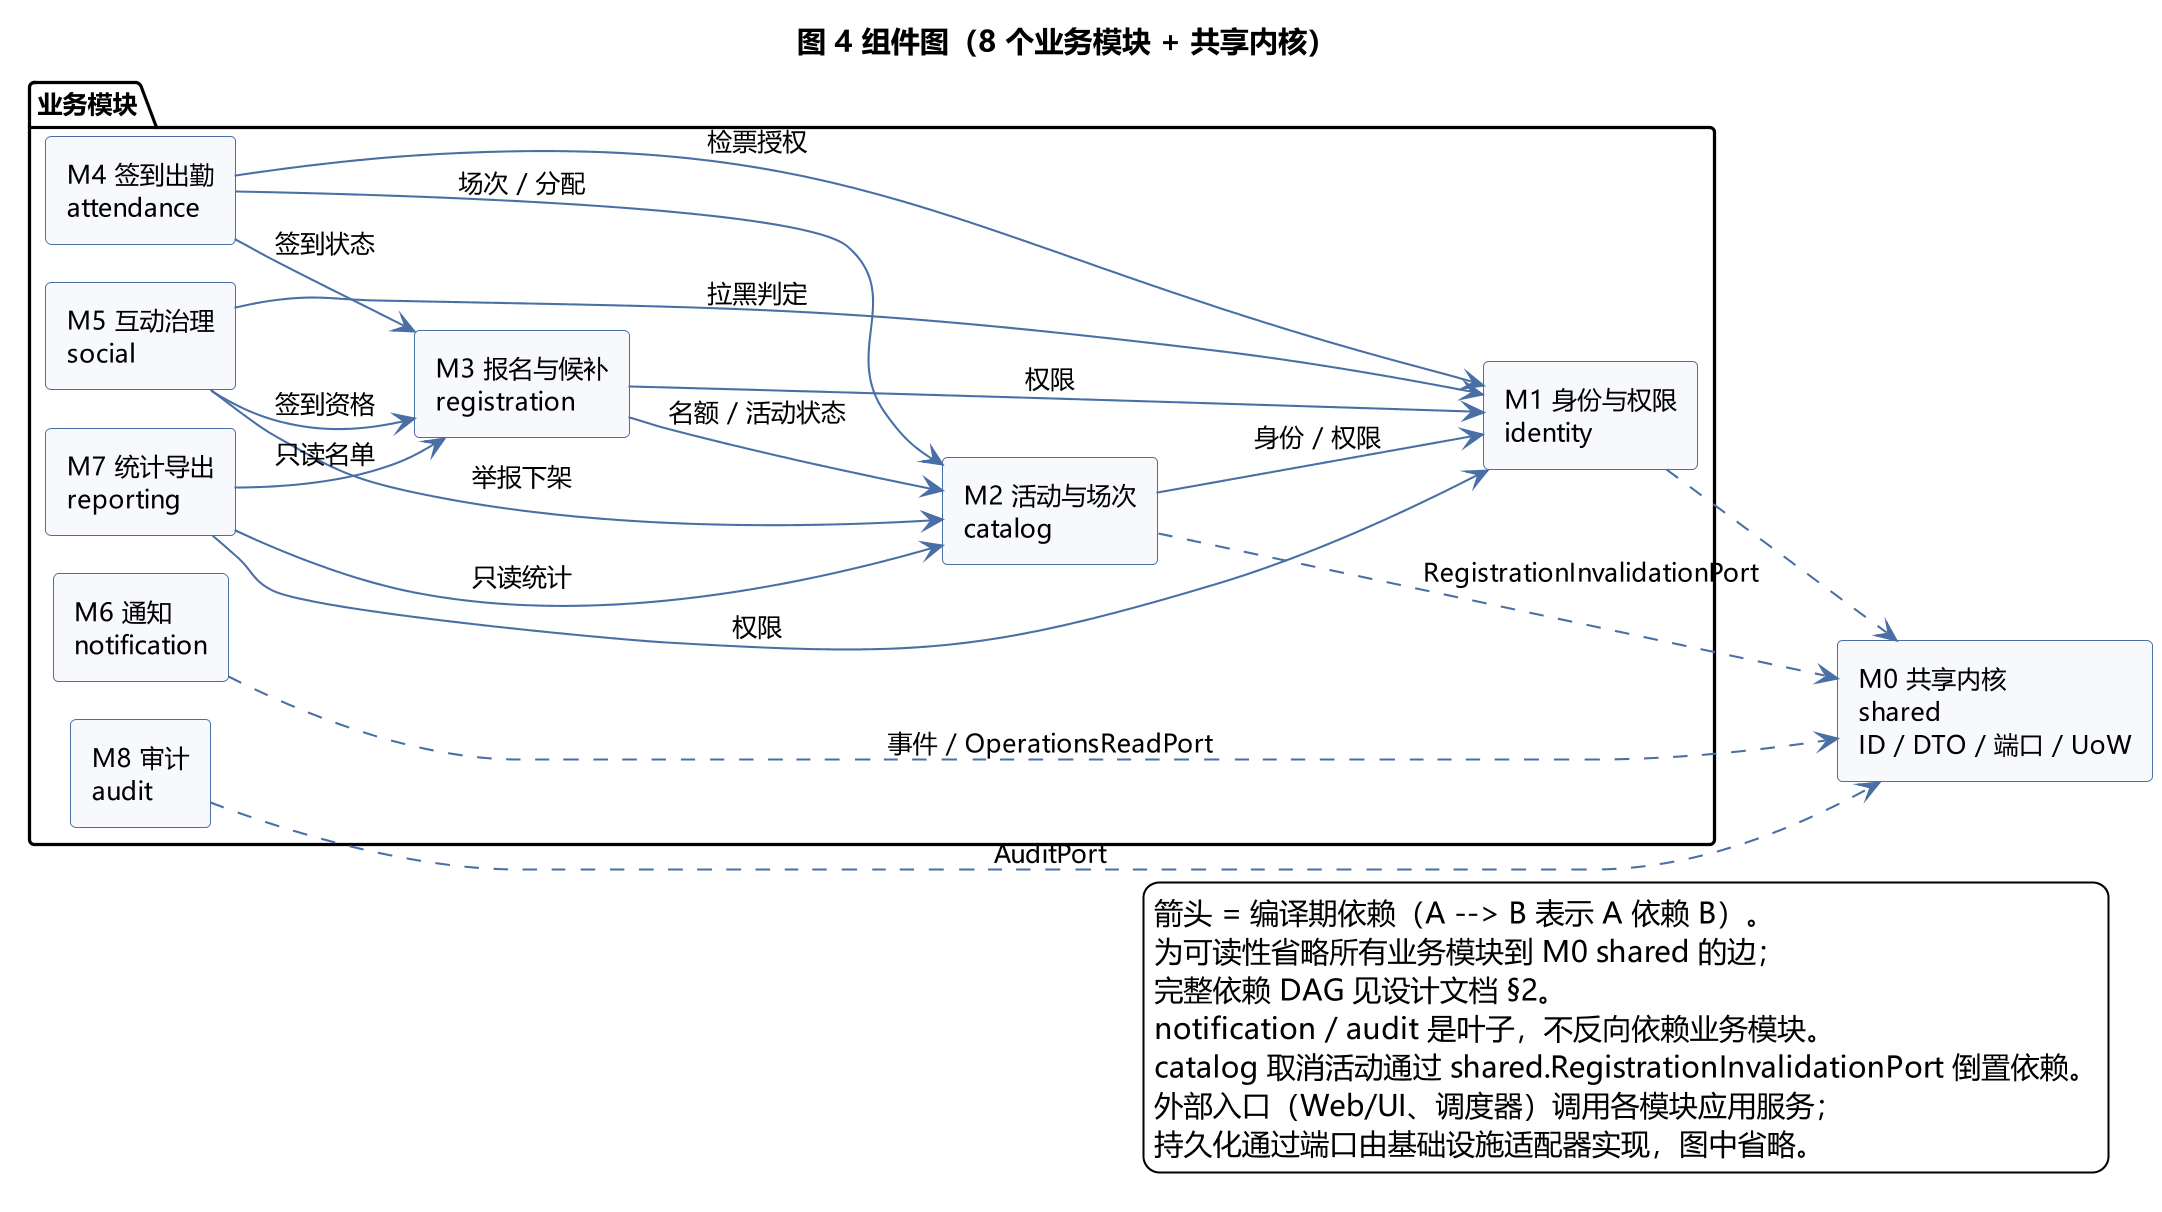 图 4 组件图（8 个业务模块 + 共享内核）
业务模块
M4 签到出勤
attendance
检票授权
场次 / 分配
签到状态
M5 互动治理
social
拉黑判定
M3 报名与候补
registration
签到资格
权限
名额 / 活动状态
M1 身份与权限
identity
身份 / 权限
M7 统计导出
reporting
只读名单
举报下架
M2 活动与场次
catalog
只读统计
RegistrationInvalidationPort
M6 通知
notification
权限
M0 共享内核
shared
ID / DTO / 端口 / UoW
事件 / OperationsReadPort
M8 审计
audit
AuditPort
箭头 = 编译期依赖（A --> B 表示 A 依赖 B）。
为可读性省略所有业务模块到 M0 shared 的边；
完整依赖 DAG 见设计文档 §2。
notification / audit 是叶子，不反向依赖业务模块。
catalog 取消活动通过 shared.RegistrationInvalidationPort 倒置依赖。
外部入口（Web/UI、调度器）调用各模块应用服务；
持久化通过端口由基础设施适配器实现，图中省略。